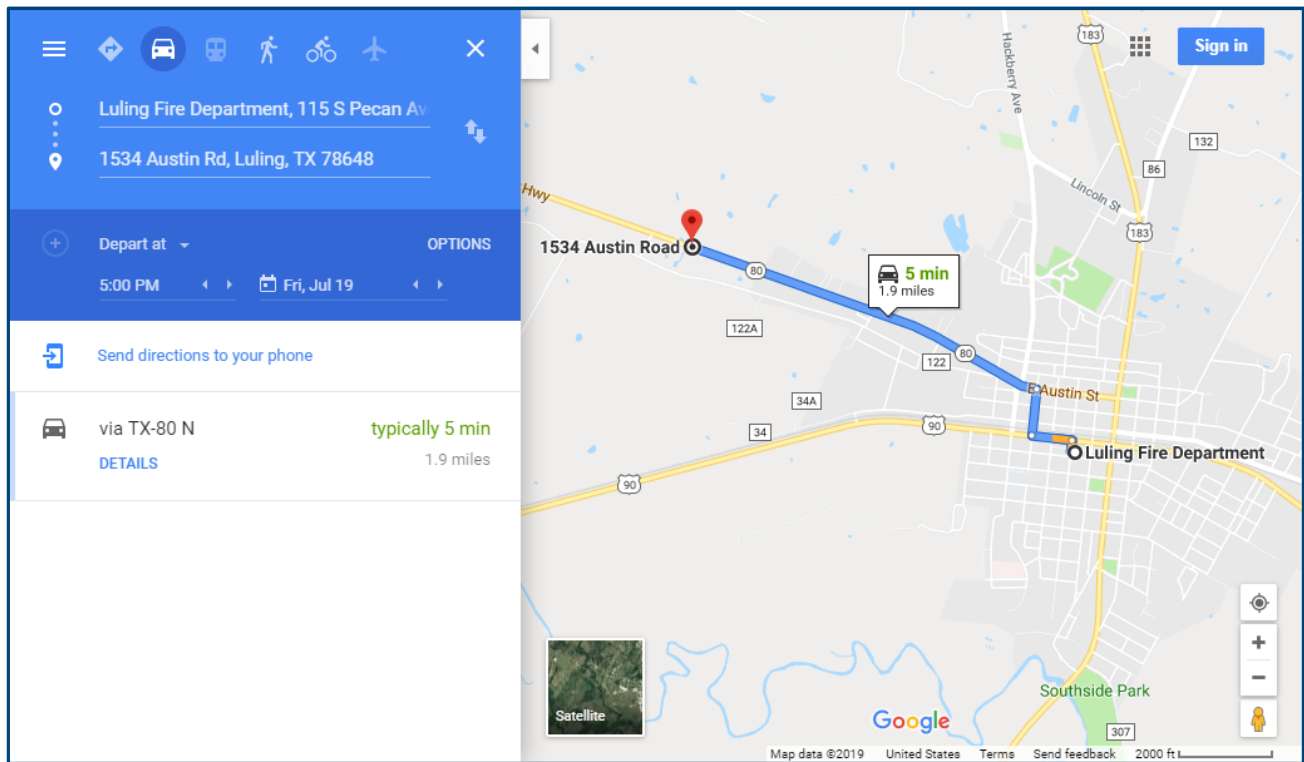 Luling Fire Department, 115 S Pecan Av
1534 Austin Rd, Luling, TX 78648
Depart at
OPTIONS
5:00 PM
Fri, Jul 19
Send directions to your phone
via TX-80 N
typically 5 min
DETAILS
1.9 miles
Sign in
183
Hackberry Ave
132
86
Lincoln St
Hwy
183
1534 Austin Road
80
5 min
1.9 miles
122A
80
122
E Austin St
34A
34
90
Luling Fire Department
90
Southside Park
Satellite
Google
307
Map data ©2019 United States Terms Send feedback 2000 ft